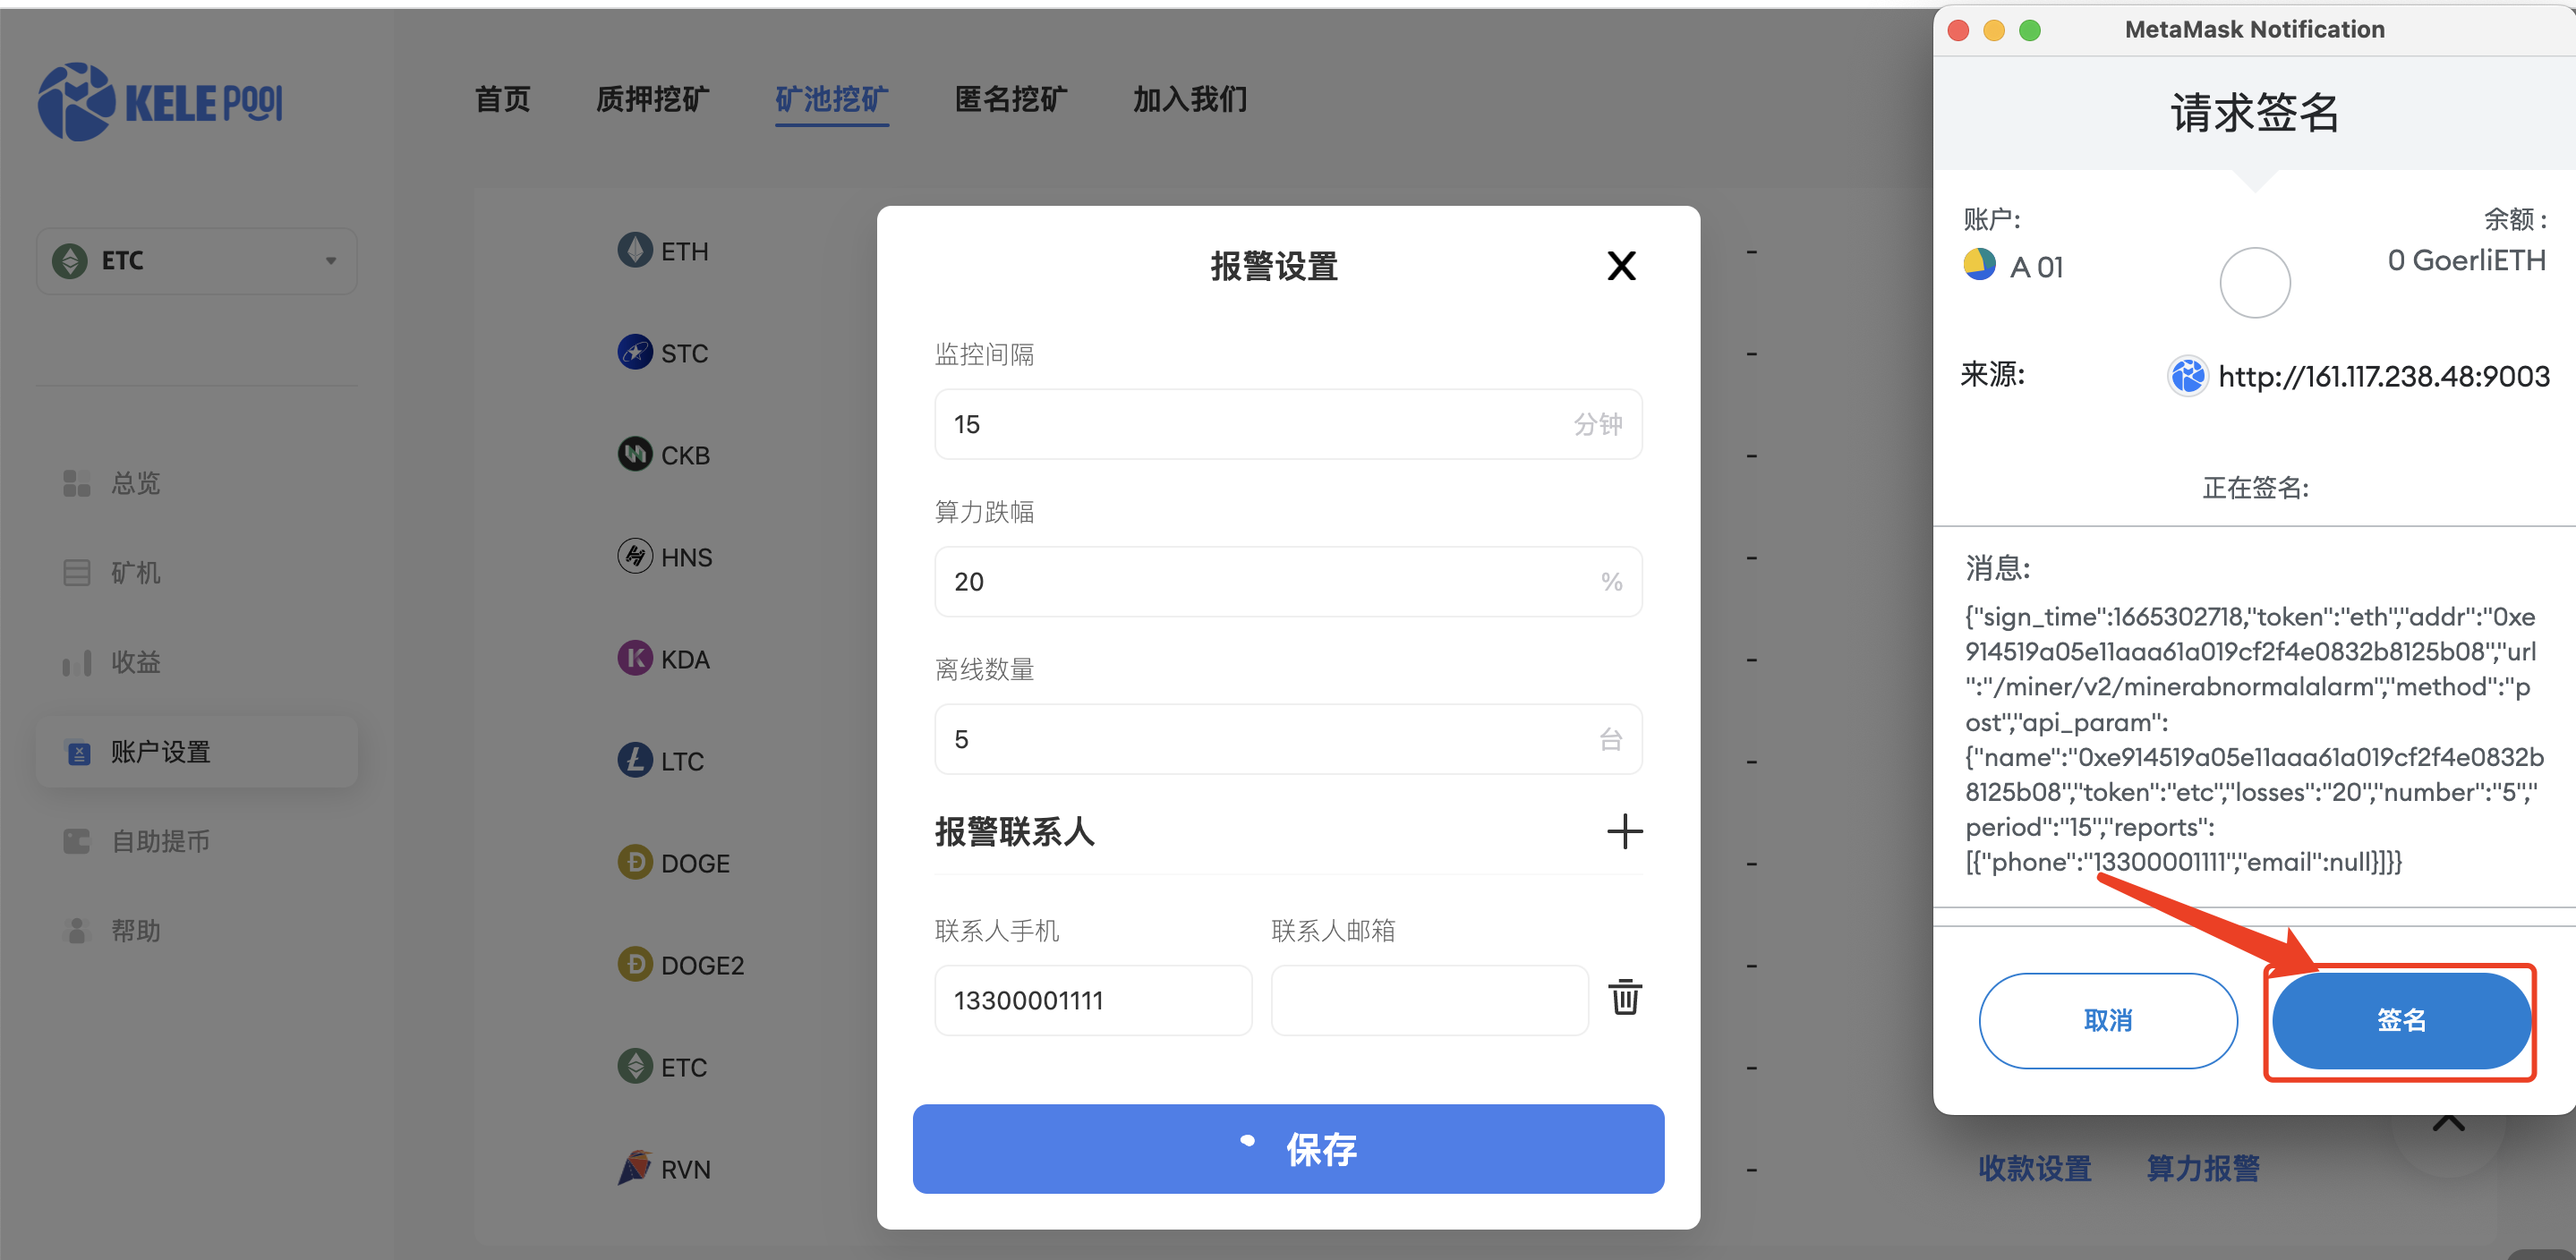 KELE POOL
首页
质押挖矿
矿池挖矿
匿名挖矿
加入我们
ETC
总览
矿机
收益
账户设置
自助提币
帮助
ETH
-
STC
-
CKB
-
HNS
-
KDA
-
LTC
-
DOGE
-
DOGE2
-
ETC
-
RVN
-
收款设置
算力报警
报警设置
X
监控间隔
15
分钟
算力跌幅
20
%
离线数量
5
台
报警联系人
联系人手机
联系人邮箱
13300001111
保存
MetaMask Notification
请求签名
账户:
余额 :
A 01
0 GoerliETH
来源:
http://161.117.238.48:9003
正在签名:
消息:
{"sign_time":1665302718,"token":"eth","addr":"0xe
914519a05e11aaa61a019cf2f4e0832b8125b08","url
":"/miner/v2/minerabnormalalarm","method":"p
ost","api_param":
{"name":"0xe914519a05e11aaa61a019cf2f4e0832b
8125b08","token":"etc","losses":"20","number":"5","
period":"15","reports":
[{"phone":"13300001111","email":null}]}}
取消
签名